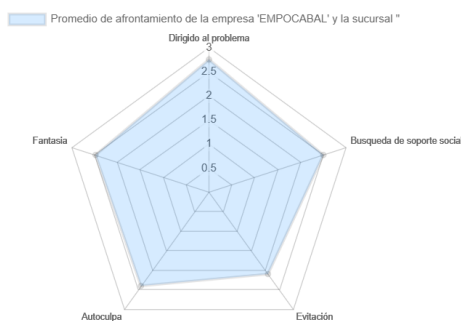 Promedio de afrontamiento de la empresa 'EMPOCABAL' y la sucursal "
Dirigido al problema
3
2.5
2
1.5
1
0.5
Fantasia
Busqueda de soporte socia
Autoculpa
Evitación